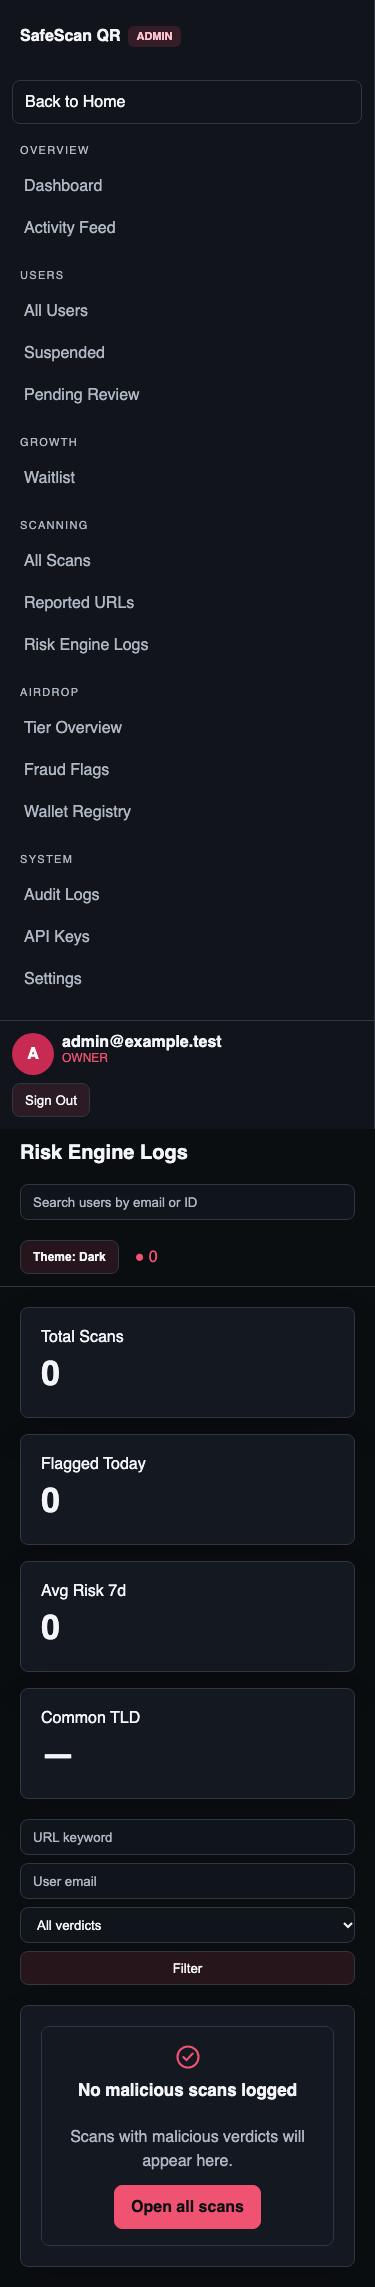 SafeScan QR ADMIN
Back to Home
OVERVIEW
Dashboard
Activity Feed
USERS
All Users
Suspended
Pending Review
GROWTH
Waitlist
SCANNING
All Scans
Reported URLs
Risk Engine Logs
AIRDROP
Tier Overview
Fraud Flags
Wallet Registry
SYSTEM
Audit Logs
API Keys
Settings
A admin@example.test
OWNER
Sign Out
Risk Engine Logs
Search users by email or ID
Theme: Dark ● 0
Total Scans
0
Flagged Today
0
Avg Risk 7d
0
Common TLD
—
URL keyword
User email
All verdicts
Filter
No malicious scans logged
Scans with malicious verdicts will
appear here.
Open all scans